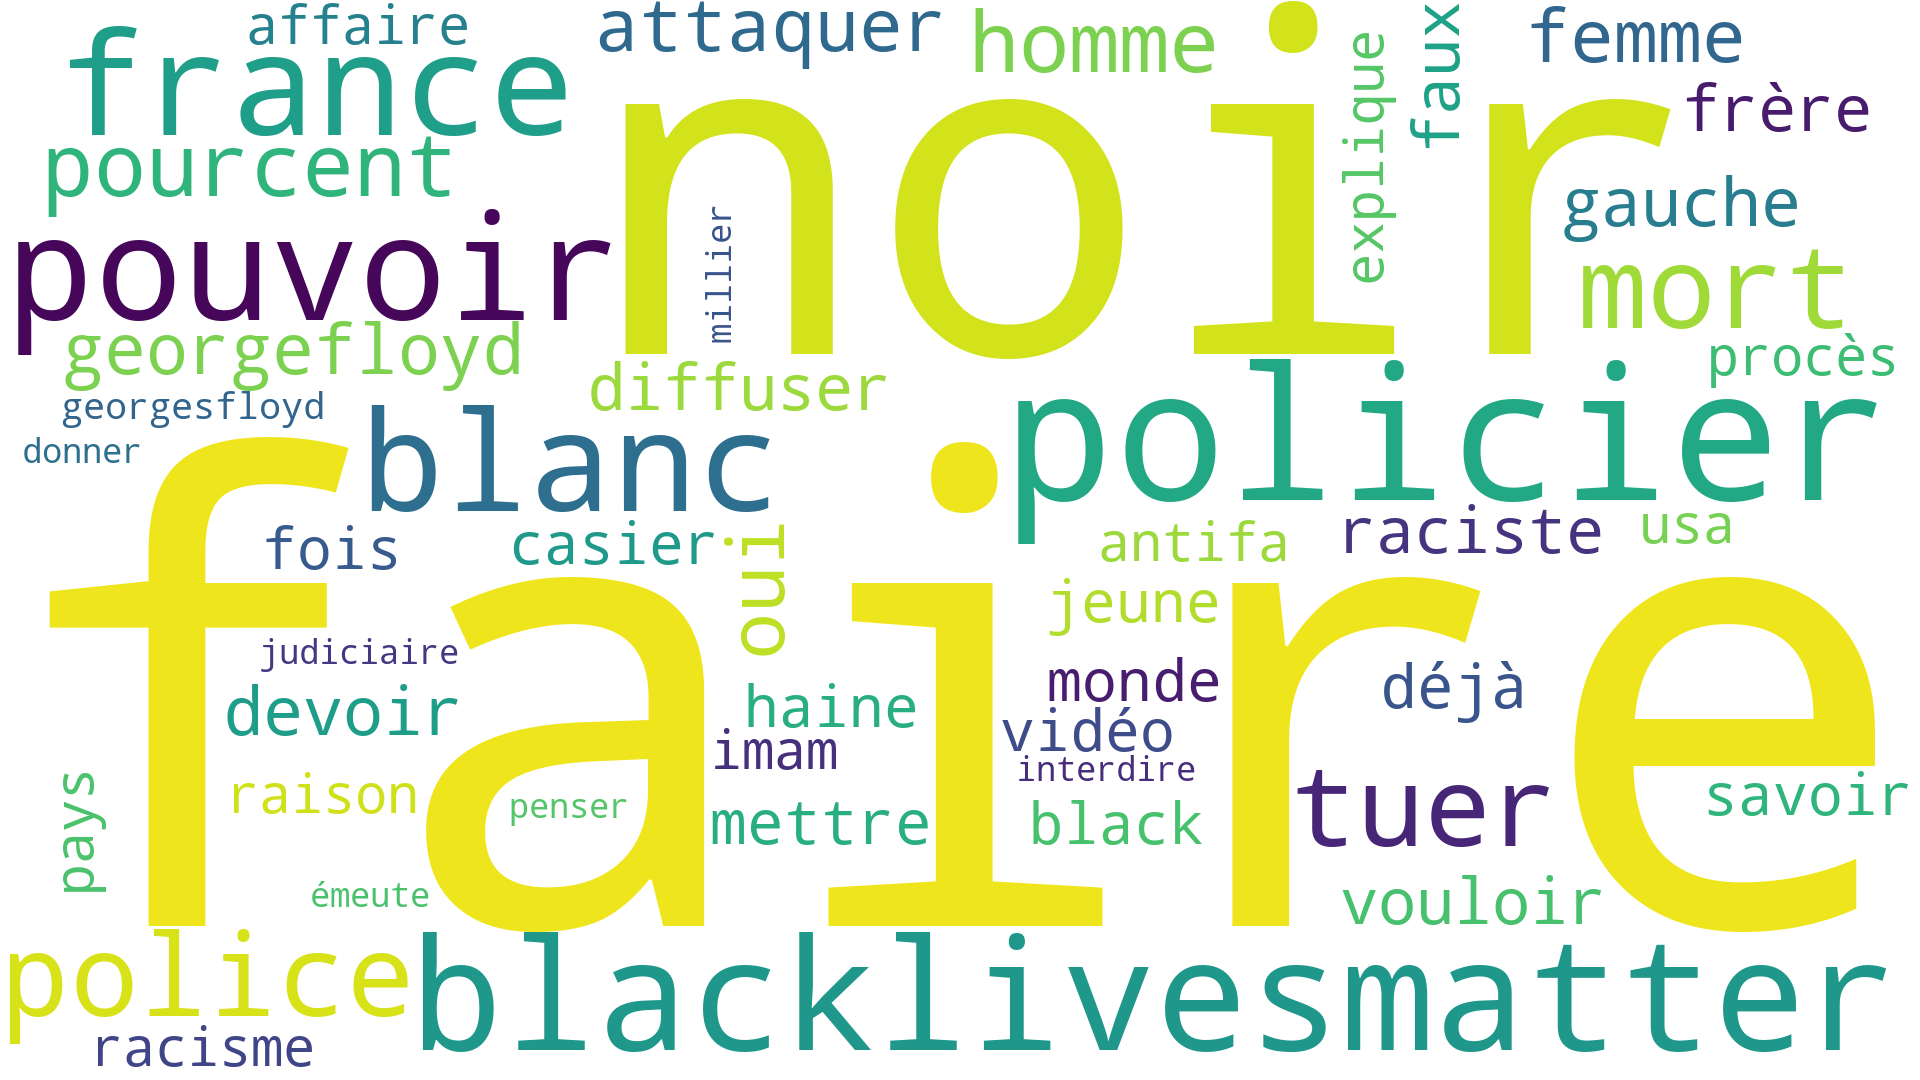 affaire
attaquer
homme
noir
explique
faux
femme
france
frère
pourcent
gauche
pouvoir
millier
mort
georgefloyd
diffuser
policier
procès
georgesfloyd
donner
blanc
faire
fois
casier
oui
antifa
raciste
usa
jeune
judiciaire
devoir
haine
monde
déjà
imam
vidéo
interdire
pays
raison
penser
mettre
black
tuer
savoir
émeute
vouloir
police
blacklivesmatter
racisme